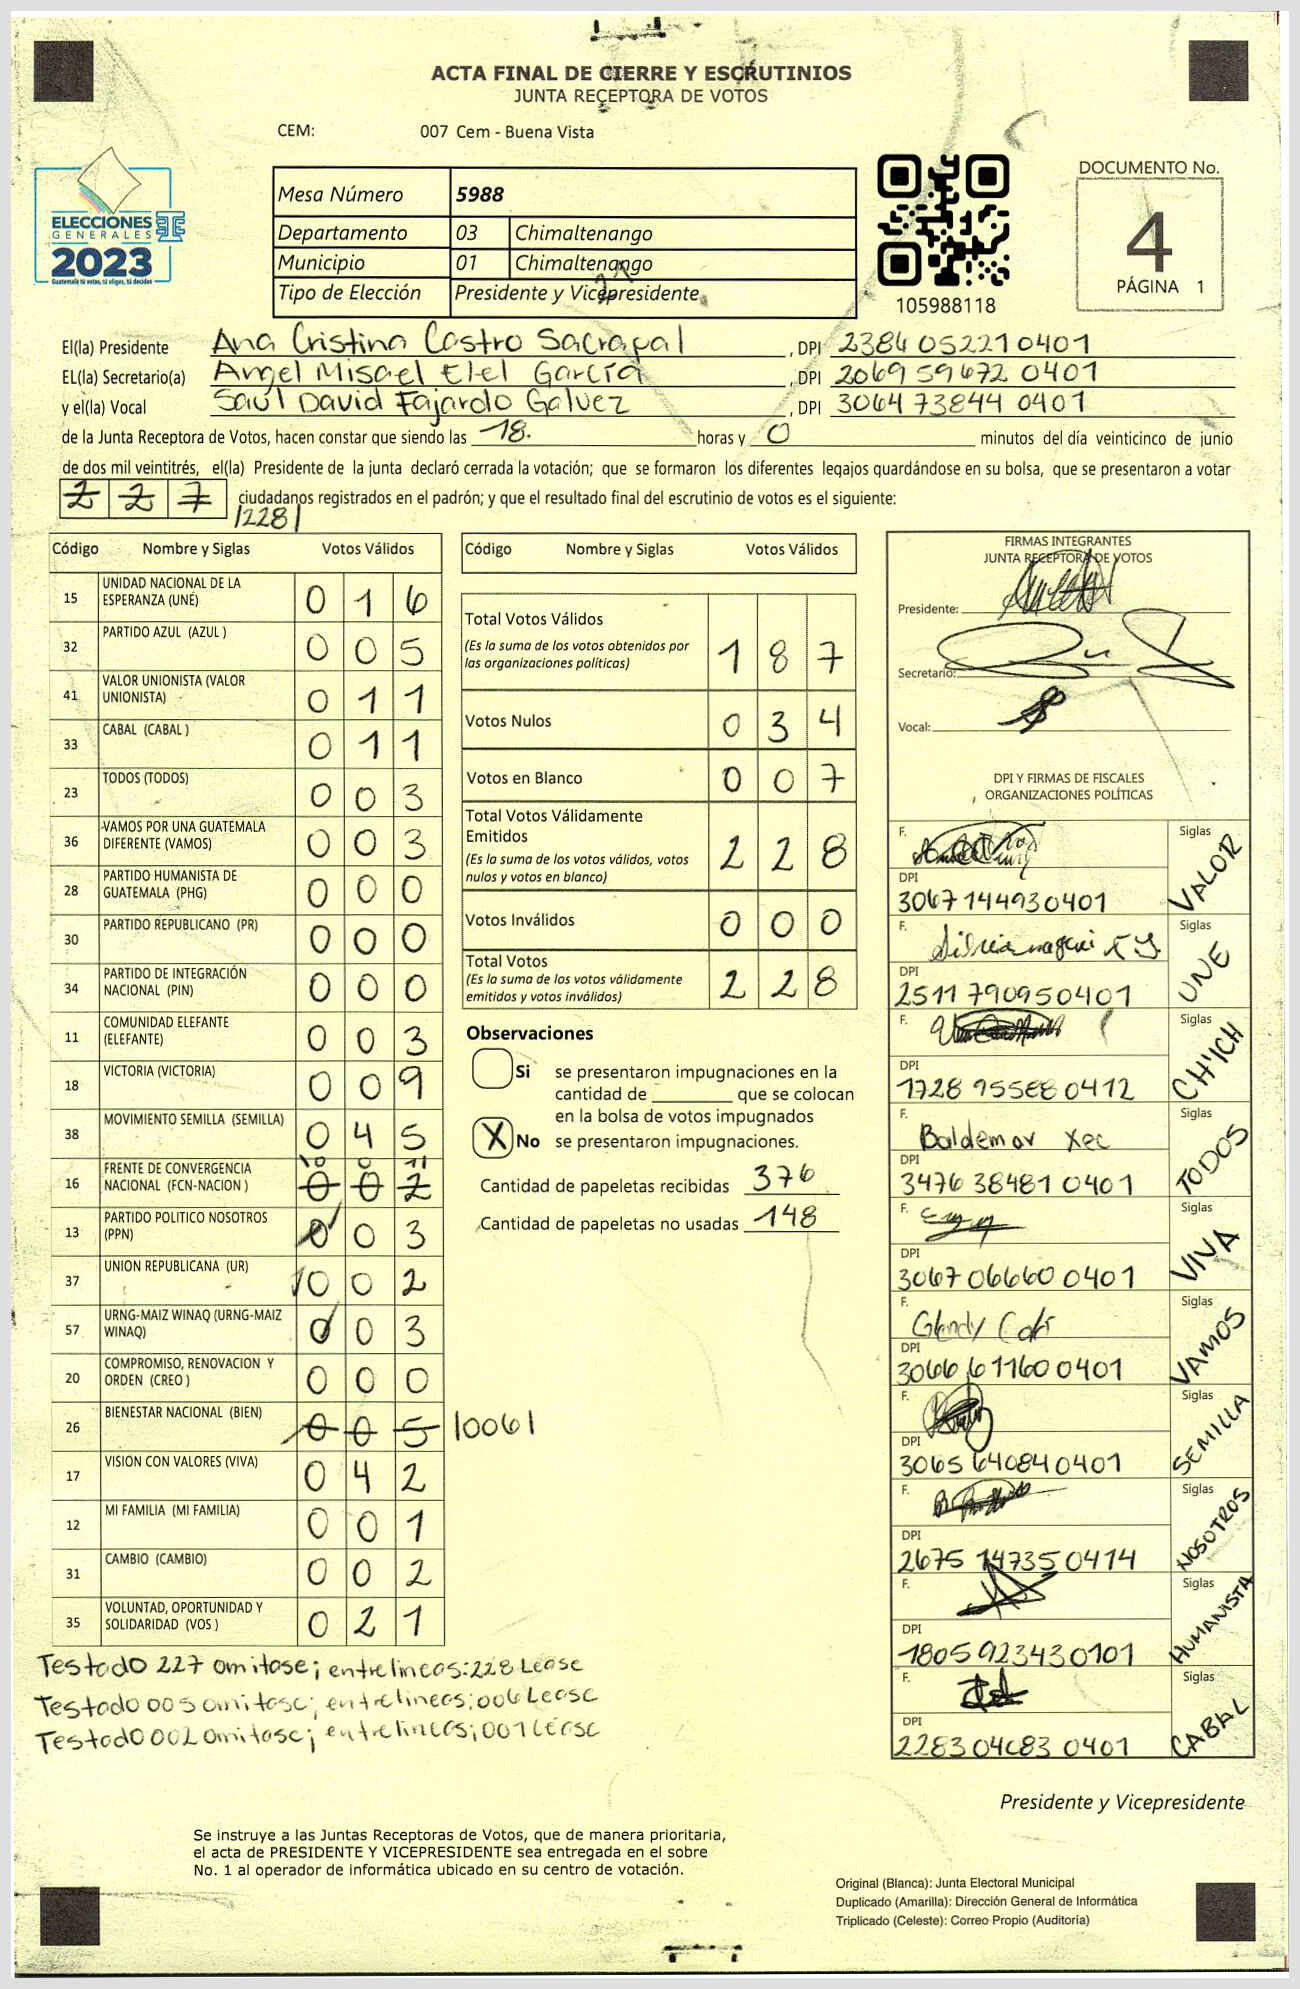 ACTA FINAL DE CIERRE Y ESCRUTINIOS
JUNTA RECEPTORA DE VOTOS
CEM: 007 Cem - Buena Vista
ELECCIONES
GENERALES
2023
Guatemala tú votas, tú eliges, tú decides
Mesa Número 5988
Departamento 03 Chimaltenango
Municipio 01 Chimaltenango
Tipo de Elección Presidente y Vicepresidente
105988118
DOCUMENTO No.
4
PÁGINA 1
El(la) Presidente Ana Cristina Castro Sacrapal, DPI 2384 05221 0401
EL(la) Secretario(a) Angel Misael Elel García, DPI 2069 59672 0401
y el(la) Vocal Saúl David Fajardo Galvez, DPI 3064 73844 0401
de la Junta Receptora de Votos, hacen constar que siendo las 18. horas y 0 minutos del día veinticinco de junio
de dos mil veintitrés, el(la) Presidente de la junta declaró cerrada la votación; que se formaron los diferentes legajos guardándose en su bolsa, que se presentaron a votar
227 ciudadanos registrados en el padrón; y que el resultado final del escrutinio de votos es el siguiente:
|228|
Código Nombre y Siglas Votos Válidos
15 UNIDAD NACIONAL DE LA ESPERANZA (UNE) 0 1 6
32 PARTIDO AZUL (AZUL ) 0 0 5
41 VALOR UNIONISTA (VALOR UNIONISTA) 0 1 1
33 CABAL (CABAL ) 0 1 1
23 TODOS (TODOS) 0 0 3
36 VAMOS POR UNA GUATEMALA DIFERENTE (VAMOS) 0 0 3
28 PARTIDO HUMANISTA DE GUATEMALA (PHG) 0 0 0
30 PARTIDO REPUBLICANO (PR) 0 0 0
34 PARTIDO DE INTEGRACIÓN NACIONAL (PIN) 0 0 0
11 COMUNIDAD ELEFANTE (ELEFANTE) 0 0 3
18 VICTORIA (VICTORIA) 0 0 9
38 MOVIMIENTO SEMILLA (SEMILLA) 0 4 5
|0 0 1|
16 FRENTE DE CONVERGENCIA NACIONAL (FCN-NACION ) 0 0 2
13 PARTIDO POLITICO NOSOTROS (PPN) 0 0 3
37 UNION REPUBLICANA (UR) 0 0 2
57 URNG-MAIZ WINAQ (URNG-MAIZ WINAQ) 0 0 3
20 COMPROMISO, RENOVACION Y ORDEN (CREO ) 0 0 0
26 BIENESTAR NACIONAL (BIEN) 0 0 5 |006|
17 VISION CON VALORES (VIVA) 0 4 2
12 MI FAMILIA (MI FAMILIA) 0 0 1
31 CAMBIO (CAMBIO) 0 0 2
35 VOLUNTAD, OPORTUNIDAD Y SOLIDARIDAD (VOS ) 0 2 1
Testado 227 omitase; entrelineas: 228 Lease
Testado 005 omitase; entrelineas; 006 Lease
Testado 002 omitase; entrelineas; 001 Lease
Código Nombre y Siglas Votos Válidos
Total Votos Válidos
(Es la suma de los votos obtenidos por
las organizaciones políticas) 1 8 7
Votos Nulos 0 3 4
Votos en Blanco 0 0 7
Total Votos Válidamente
Emitidos
(Es la suma de los votos válidos, votos
nulos y votos en blanco) 2 2 8
Votos Inválidos 0 0 0
Total Votos
(Es la suma de los votos válidamente
emitidos y votos inválidos) 2 2 8
Observaciones
Si se presentaron impugnaciones en la
cantidad de ________ que se colocan
en la bolsa de votos impugnados
X No se presentaron impugnaciones.
Cantidad de papeletas recibidas 376
Cantidad de papeletas no usadas 148
FIRMAS INTEGRANTES
JUNTA RECEPTORA DE VOTOS
Presidente:
Secretario:
Vocal:
DPI Y FIRMAS DE FISCALES
ORGANIZACIONES POLÍTICAS
F. Siglas VALOR
DPI
3067 14493 0401
F. Siglas UNE
DPI
2511 79095 0401
F. Siglas CH'ICH
DPI
1728 95588 0412
F. Baldemar Xec Siglas TODOS
DPI
3476 38481 0401
F. Siglas VIVA
DPI
3067 06660 0401
F. Glendy Coti Siglas VAMOS
DPI
3066 61160 0401
F. Siglas SEMILLA
DPI
3065 64084 0401
F. Siglas NOSOTROS
DPI
2675 14735 0414
F. Siglas HUMANISTA
DPI
1805 92343 0101
F. Siglas CABAL
DPI
2283 04083 0401
Presidente y Vicepresidente
Se instruye a las Juntas Receptoras de Votos, que de manera prioritaria,
el acta de PRESIDENTE Y VICEPRESIDENTE sea entregada en el sobre
No. 1 al operador de informática ubicado en su centro de votación.
Original (Blanca): Junta Electoral Municipal
Duplicado (Amarilla): Dirección General de Informática
Triplicado (Celeste): Correo Propio (Auditoría)